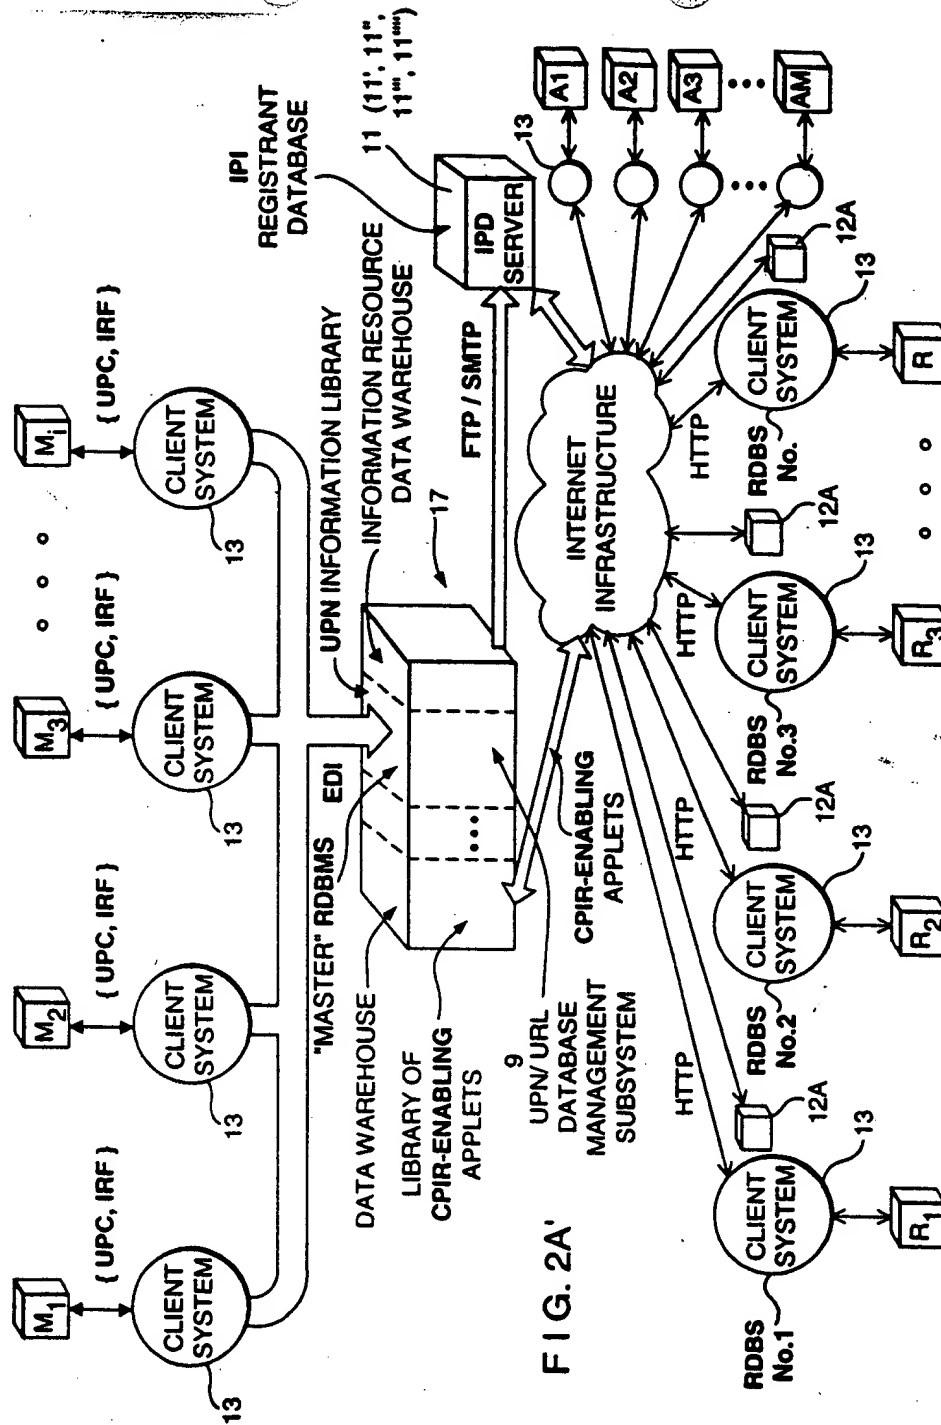 M1
M2
M3
Mi
{ UPC, IRF }
{ UPC, IRF }
{ UPC, IRF }
{ UPC, IRF }
CLIENT
SYSTEM
CLIENT
SYSTEM
CLIENT
SYSTEM
CLIENT
SYSTEM
13
13
13
13
EDI
DATA WAREHOUSE
"MASTER" RDBMS
UPN INFORMATION LIBRARY
INFORMATION RESOURCE
DATA WAREHOUSE
17
LIBRARY OF
CPIR-ENABLING
APPLETS
9
UPN/ URL
DATABASE
MANAGEMENT
SUBSYSTEM
CPIR-ENABLING
APPLETS
FTP / SMTP
IPI
REGISTRANT
DATABASE
11 (11', 11",
11''', 11'''')
IPD
SERVER
INTERNET
INFRASTRUCTURE
13
A1
A2
A3
AM
HTTP
HTTP
HTTP
HTTP
12A
12A
12A
12A
CLIENT
SYSTEM
CLIENT
SYSTEM
CLIENT
SYSTEM
CLIENT
SYSTEM
13
13
13
13
RDBS
No.1
RDBS
No.2
RDBS
No.3
RDBS
No.
R1
R2
R3
R
FIG. 2A'